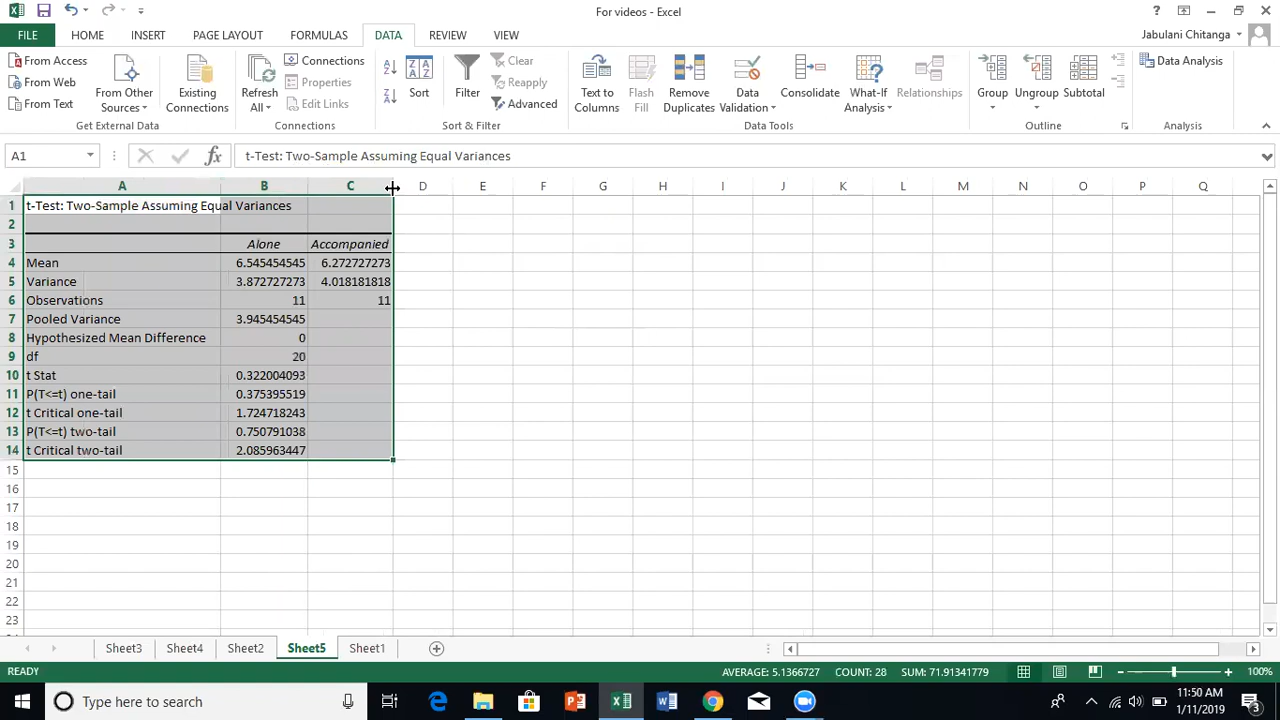 For videos - Excel
?
FILE HOME INSERT PAGE LAYOUT FORMULAS DATA REVIEW VIEW
Jabulani Chitanga
From Access
From Web
From Text
From Other Sources
Existing Connections
Get External Data
Refresh All
Connections
Properties
Edit Links
Connections
Sort
Filter
Clear
Reapply
Advanced
Sort & Filter
Text to Columns
Flash Fill
Remove Duplicates
Data Validation
Consolidate
What-If Analysis
Relationships
Data Tools
Group
Ungroup
Subtotal
Outline
Data Analysis
Analysis
A1 fx t-Test: Two-Sample Assuming Equal Variances
A B C D E F G H I J K L M N O P Q
1 t-Test: Two-Sample Assuming Equal Variances
2
3 Alone Accompanied
4 Mean 6.545454545 6.272727273
5 Variance 3.872727273 4.018181818
6 Observations 11 11
7 Pooled Variance 3.945454545
8 Hypothesized Mean Difference 0
9 df 20
10 t Stat 0.322004093
11 P(T<=t) one-tail 0.375395519
12 t Critical one-tail 1.724718243
13 P(T<=t) two-tail 0.750791038
14 t Critical two-tail 2.085963447
15
16
17
18
19
20
21
22
23
Sheet3 Sheet4 Sheet2 Sheet5 Sheet1
READY AVERAGE: 5.1366727 COUNT: 28 SUM: 71.91341779 100%
Type here to search
11:50 AM
1/11/2019
3